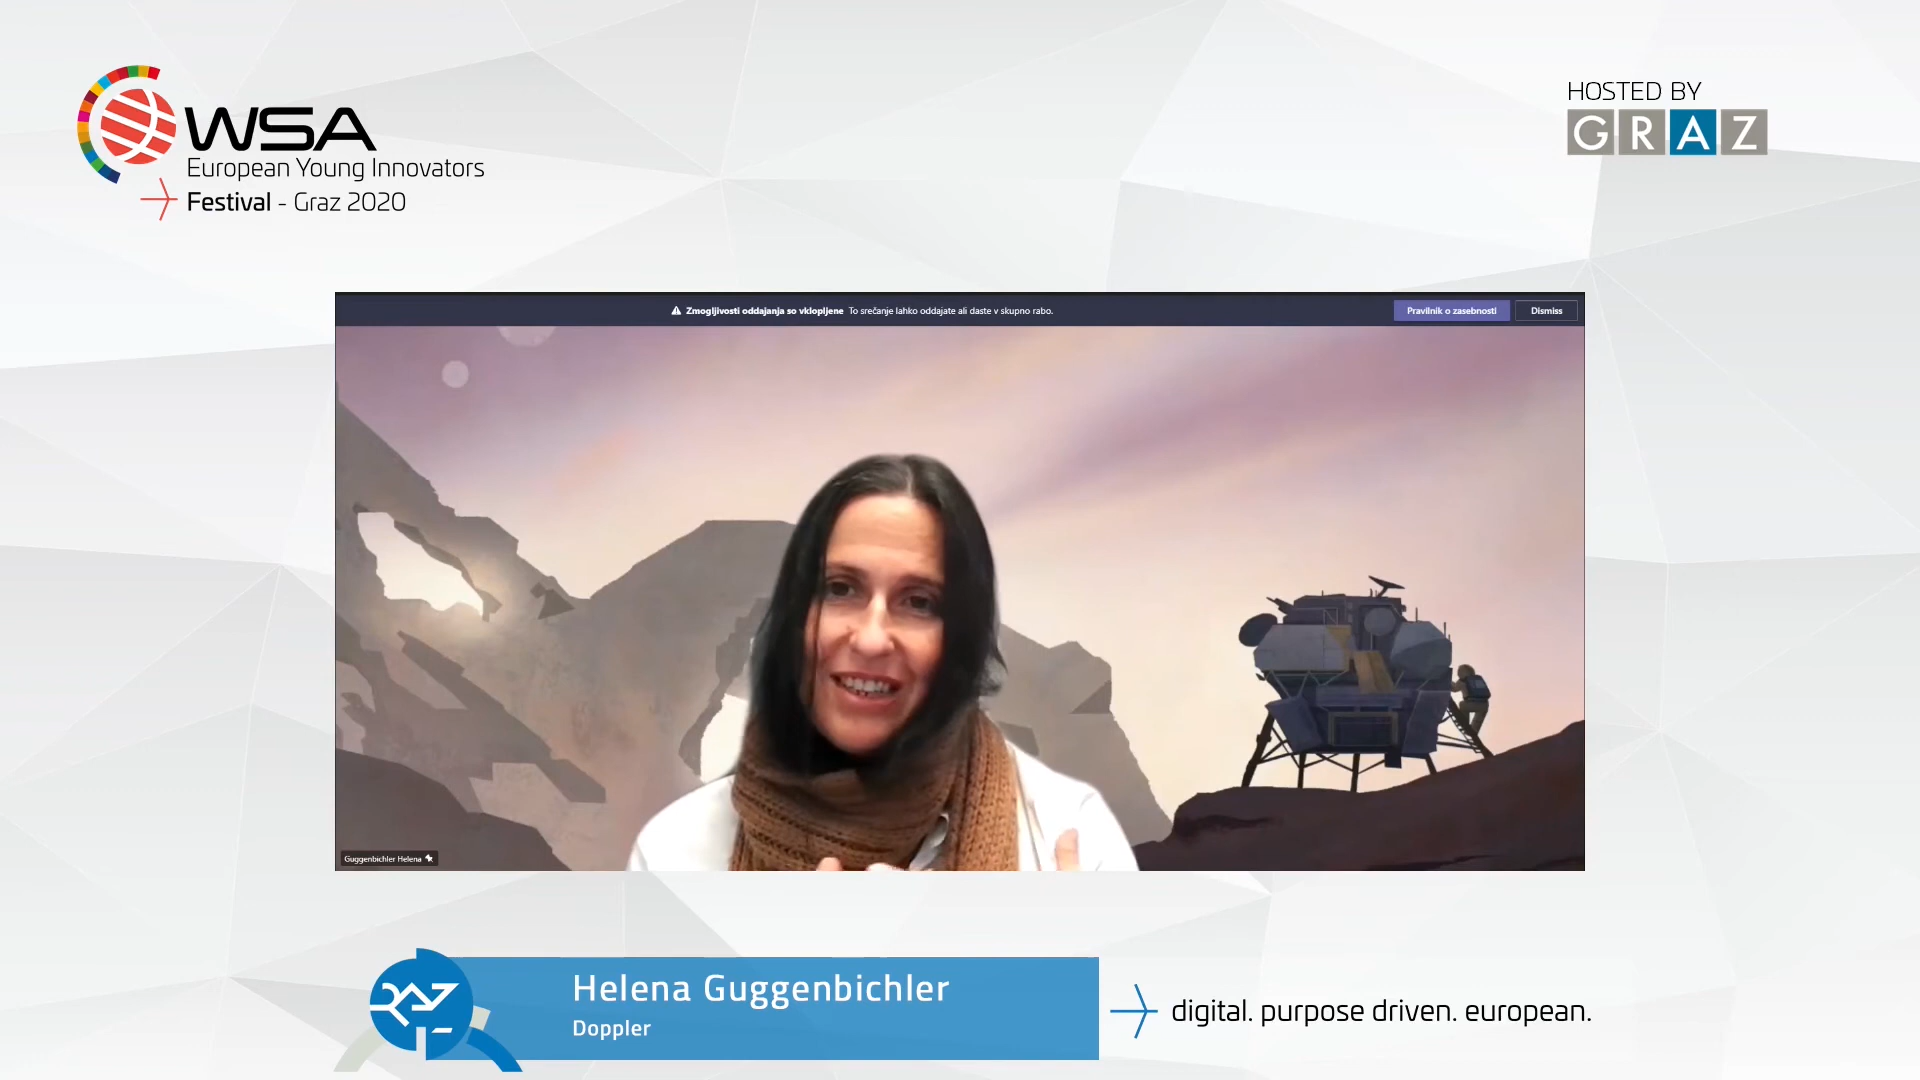 WSA
European Young Innovators
Festival - Graz 2020
HOSTED BY
GRAZ
Zmogljivosti oddajanja so vklopljene To srečanje lahko oddajate ali daste v skupno rabo.
Pravilnik o zasebnosti
Dismiss
Guggenbichler Helena
Helena Guggenbichler
Doppler
digital. purpose driven. european.